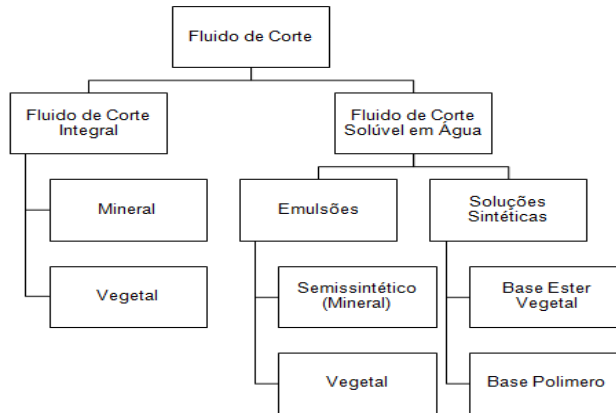 Fluido de Corte
Fluido de Corte
Integral
Fluido de Corte
Solúvel em Água
Mineral
Emulsões
Soluções
Sintéticas
Vegetal
Semissintético
(Mineral)
Base Ester
Vegetal
Vegetal
Base Polimero